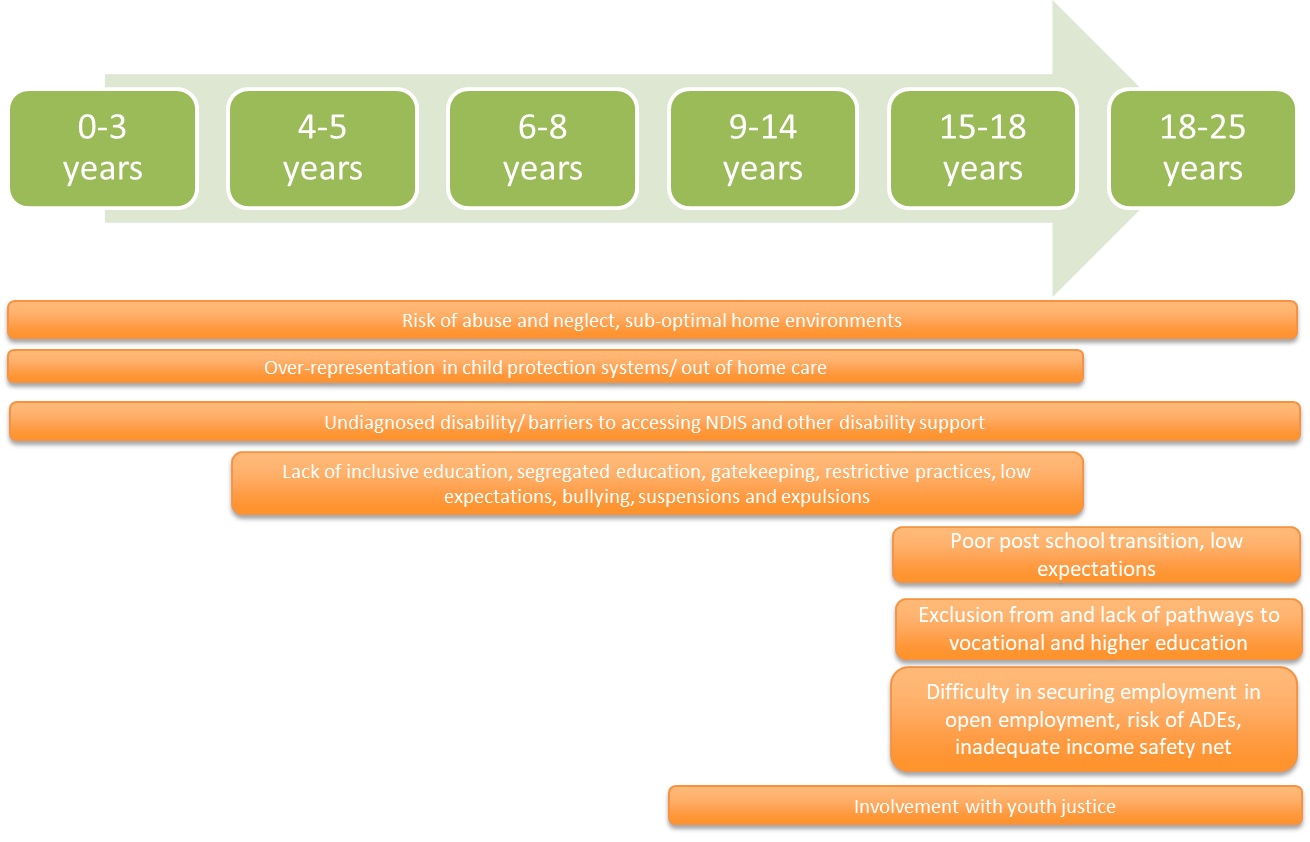 0-3
years
4-5
years
6-8
years
9-14
years
15-18
years
18-25
years
Risk of abuse and neglect, sub-optimal home environments
Over-representation in child protection systems/ out of home care
Undiagnosed disability/ barriers to accessing NDIS and other disability support
Lack of inclusive education, segregated education, gatekeeping, restrictive practices, low
expectations, bullying, suspensions and expulsions
Poor post school transition, low
expectations
Exclusion from and lack of pathways to
vocational and higher education
Difficulty in securing employment in
open employment, risk of ADEs,
inadequate income safety net
Involvement with youth justice